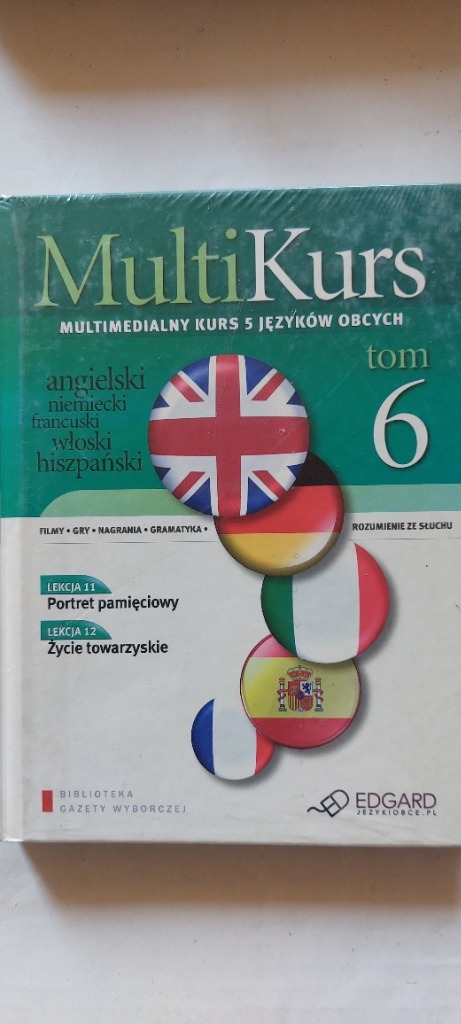 MultiKurs
MULTIMEDIALNY KURS 5 JĘZYKÓW OBCYCH
tom
6
angielski
niemiecki
francuski
włoski
hiszpański
FILMY • GRY • NAGRANIA • GRAMATYKA •
ROZUMIENIE ZE SŁUCHU
LEKCJA 11
Portret pamięciowy
LEKCJA 12
Życie towarzyskie
BIBLIOTEKA
GAZETY WYBORCZEJ
EDGARD
JEZYKIOBCE.PL